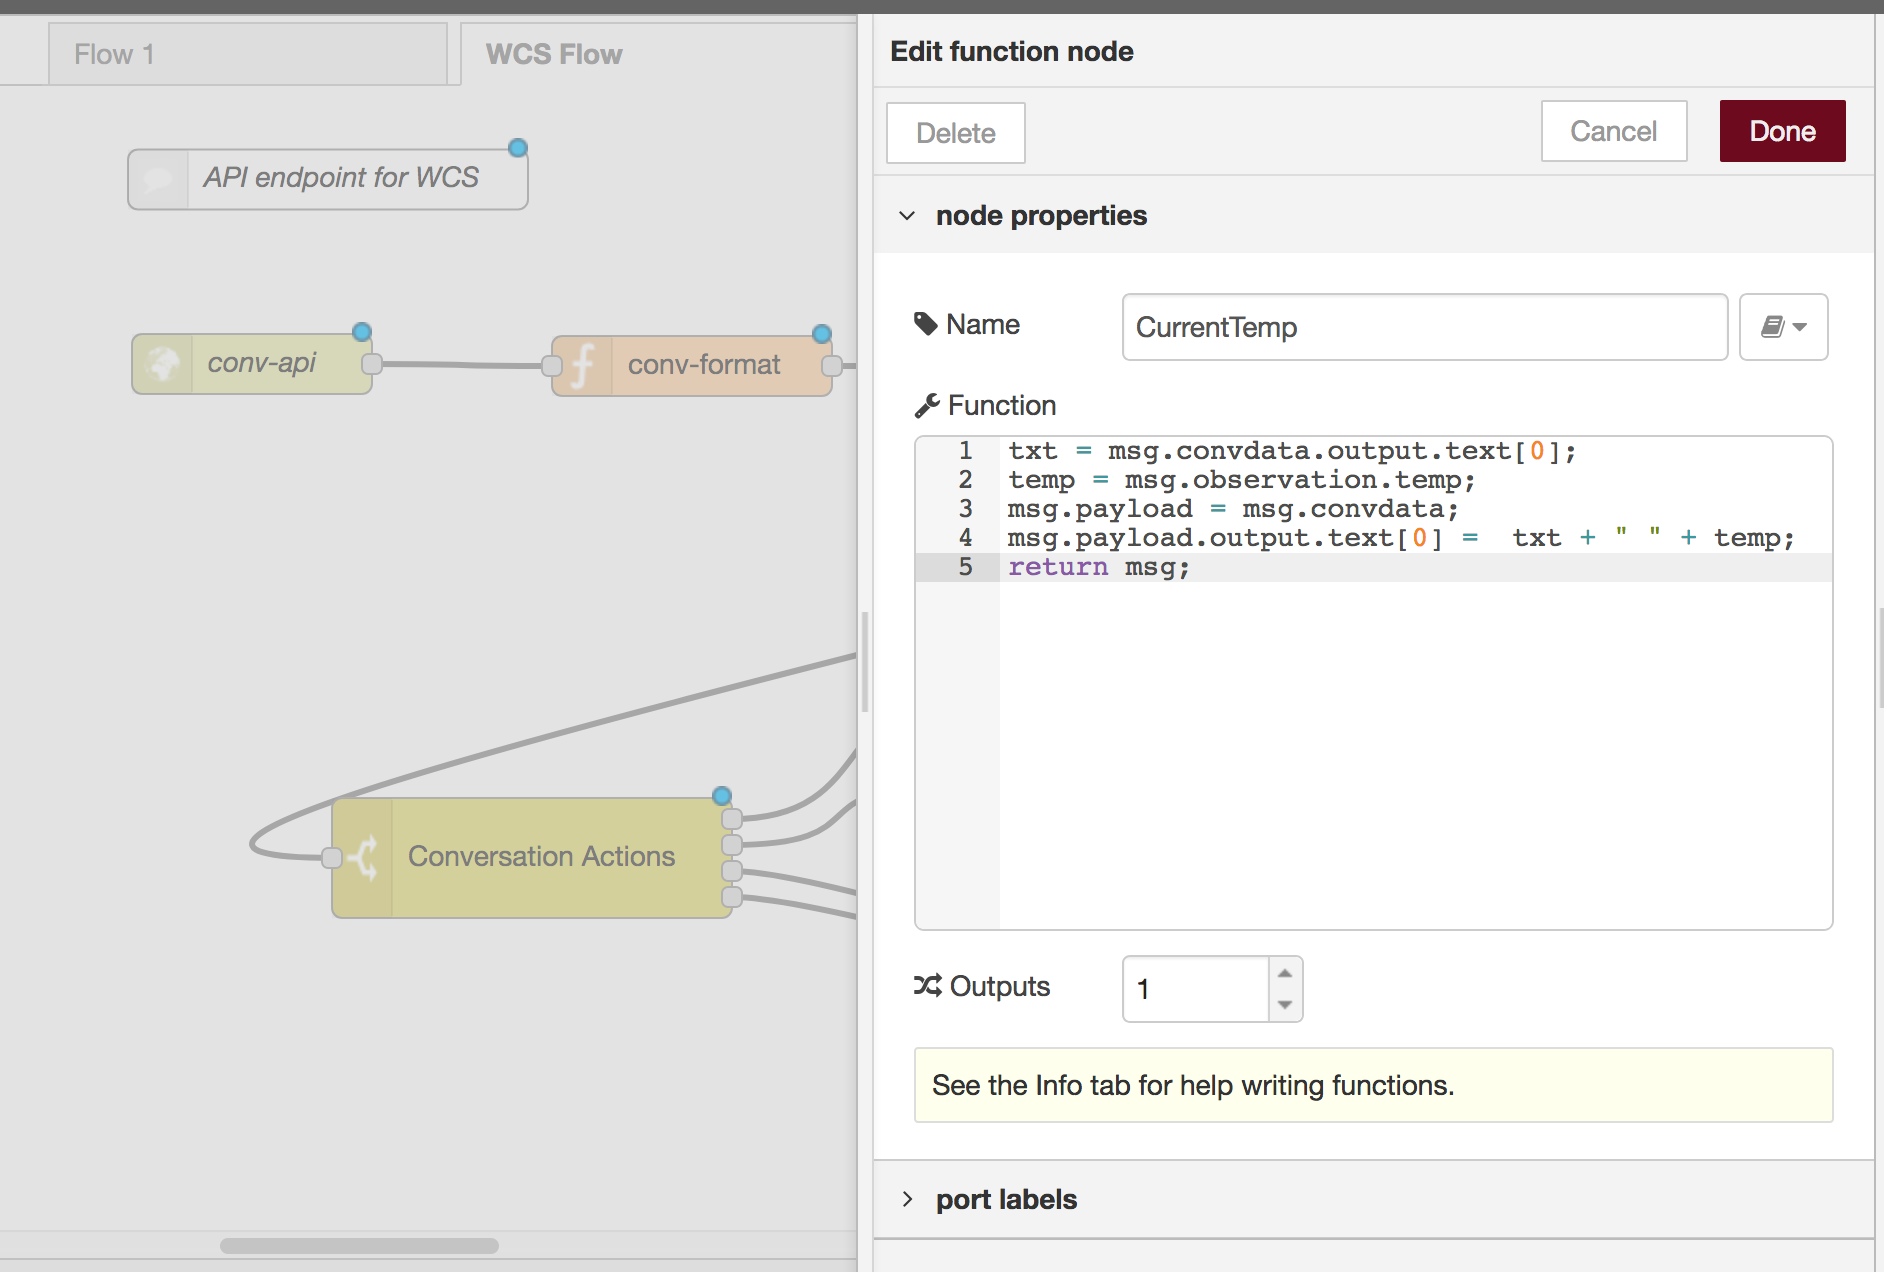 Flow 1
WCS Flow
API endpoint for WCS
conv-api
conv-format
Conversation Actions
Edit function node
Delete
Cancel
Done
node properties
Name
CurrentTemp
Function
1 txt = msg.convdata.output.text[0];
2 temp = msg.observation.temp;
3 msg.payload = msg.convdata;
4 msg.payload.output.text[0] =  txt + " " + temp;
5 return msg;
Outputs
1
See the Info tab for help writing functions.
port labels